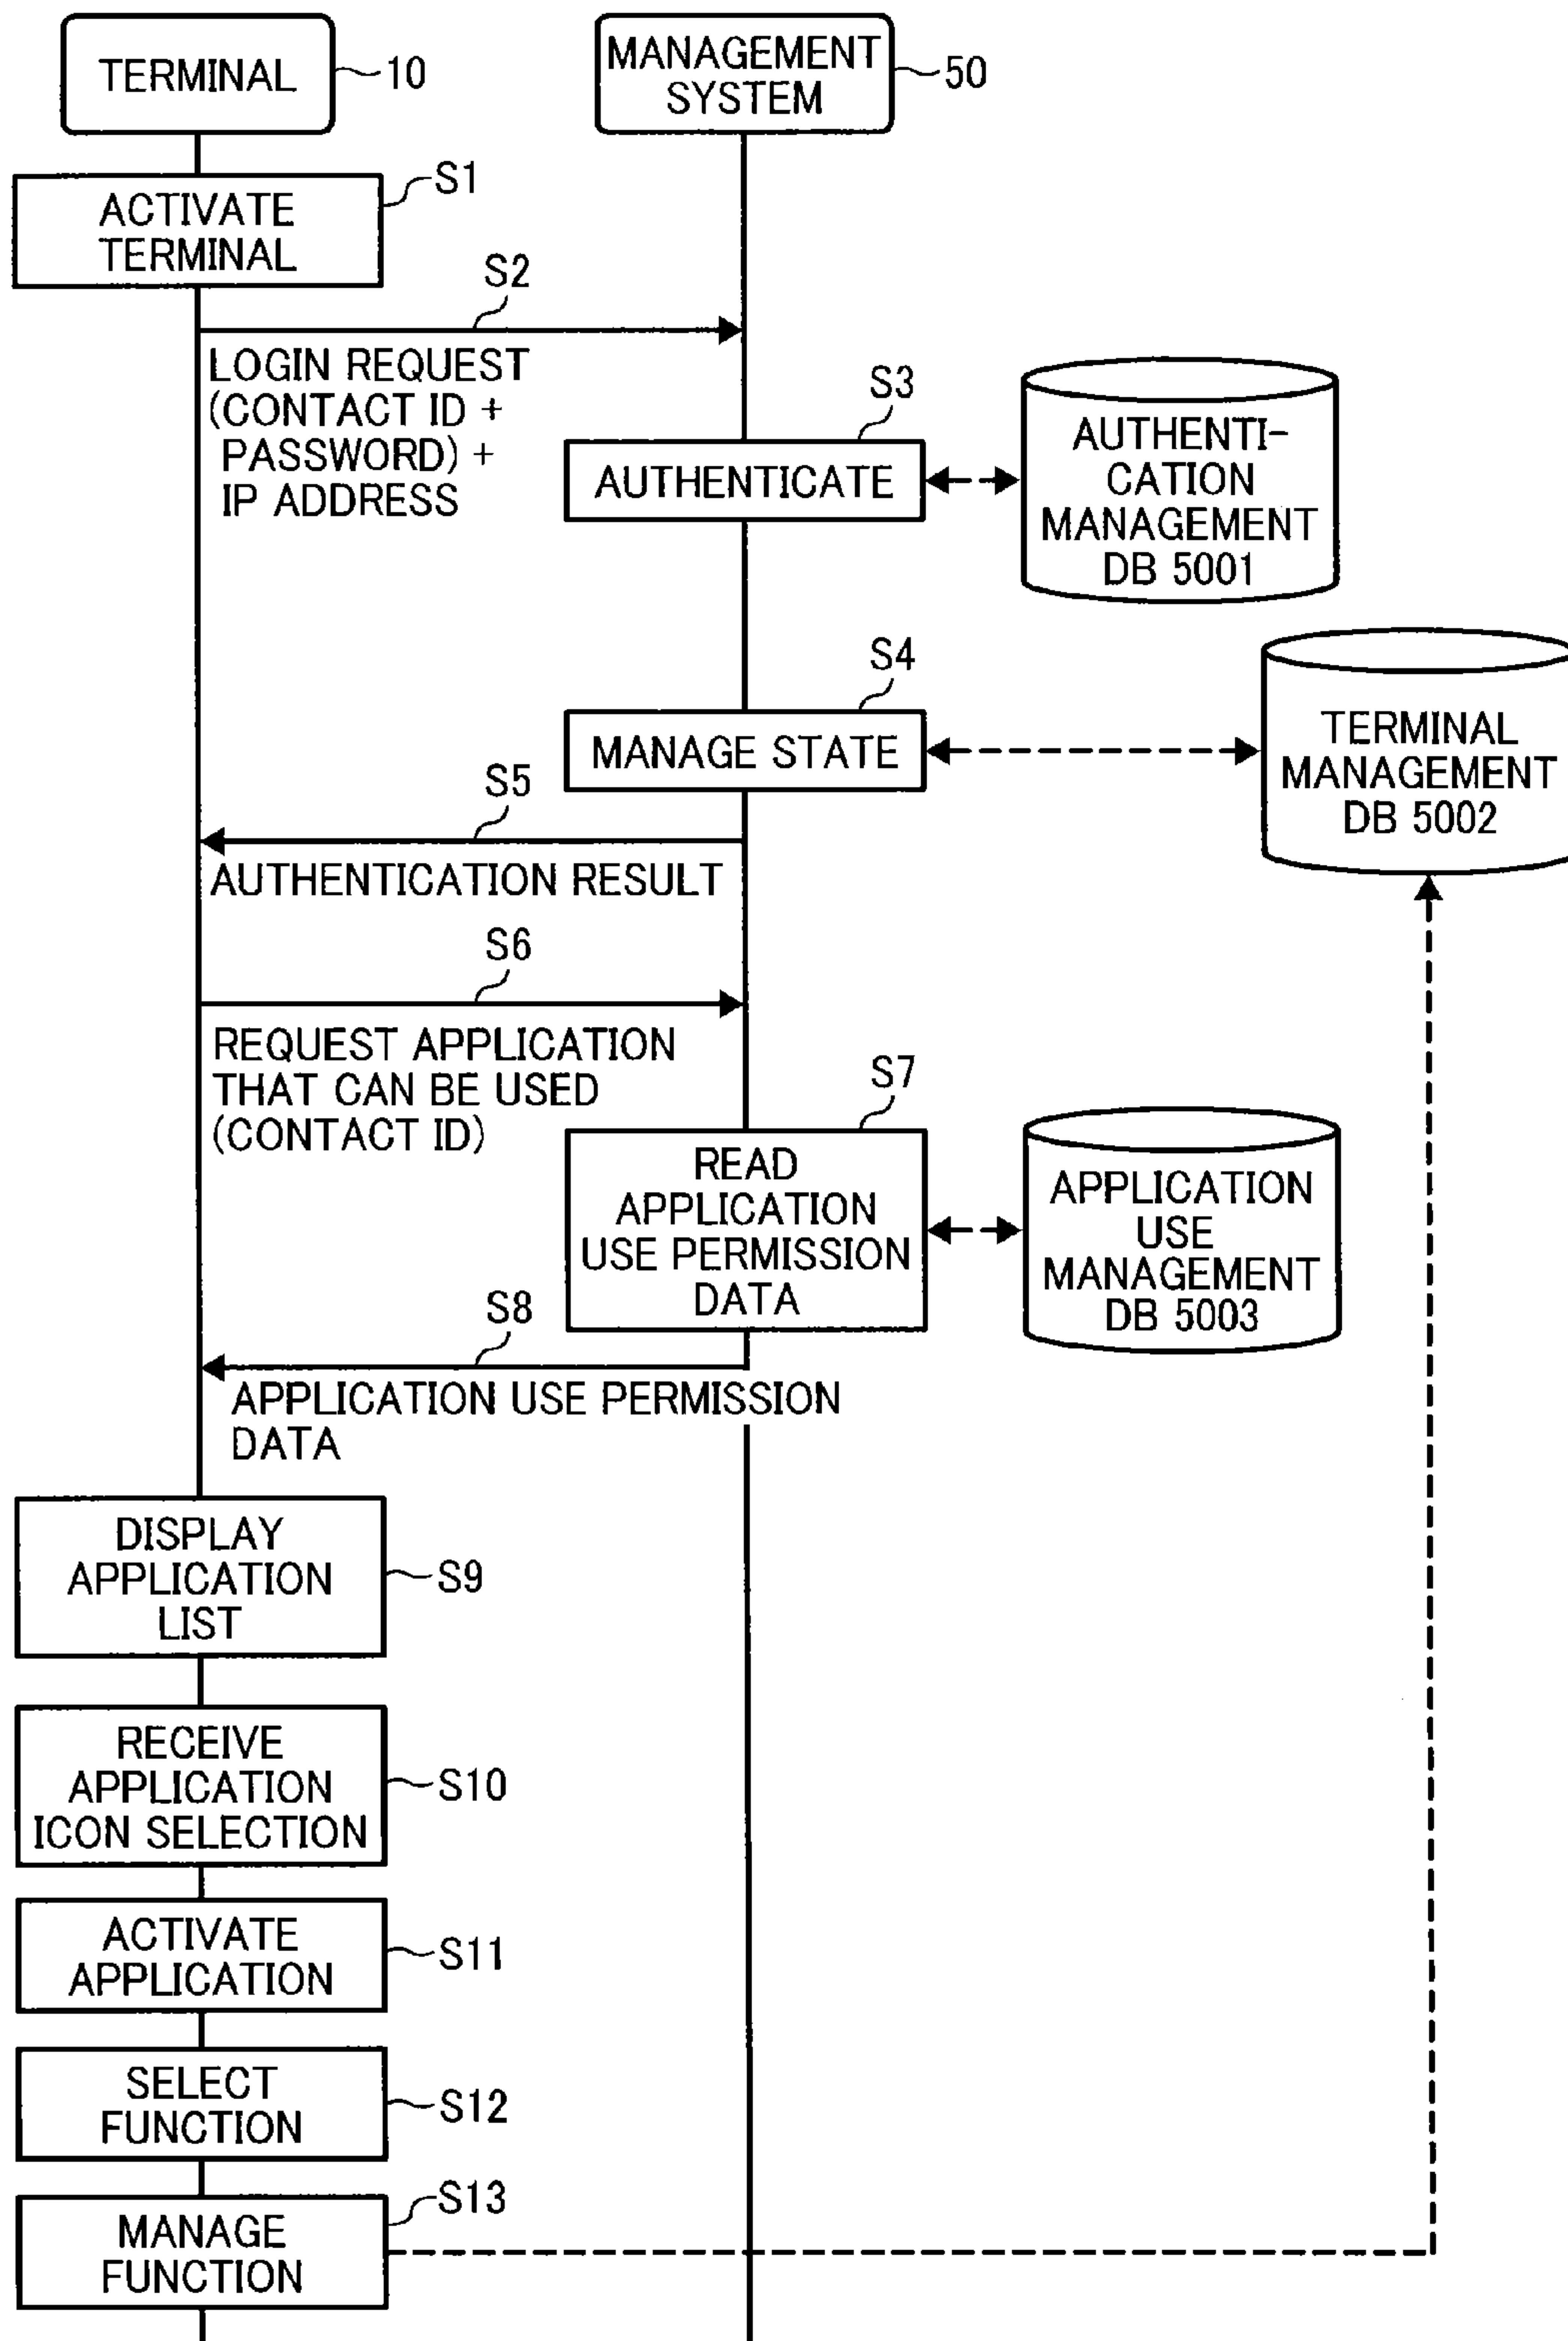 TERMINAL
10
MANAGEMENT
SYSTEM
50
S1
ACTIVATE
TERMINAL
S2
LOGIN REQUEST
(CONTACT ID +
PASSWORD) +
IP ADDRESS
S3
AUTHENTICATE
AUTHENTI-
CATION
MANAGEMENT
DB 5001
S4
MANAGE STATE
TERMINAL
MANAGEMENT
DB 5002
S5
AUTHENTICATION RESULT
S6
REQUEST APPLICATION
THAT CAN BE USED
(CONTACT ID)
S7
READ
APPLICATION
USE PERMISSION
DATA
APPLICATION
USE
MANAGEMENT
DB 5003
S8
APPLICATION USE PERMISSION
DATA
DISPLAY
APPLICATION
LIST
S9
RECEIVE
APPLICATION
ICON SELECTION
S10
ACTIVATE
APPLICATION
S11
SELECT
FUNCTION
S12
MANAGE
FUNCTION
S13